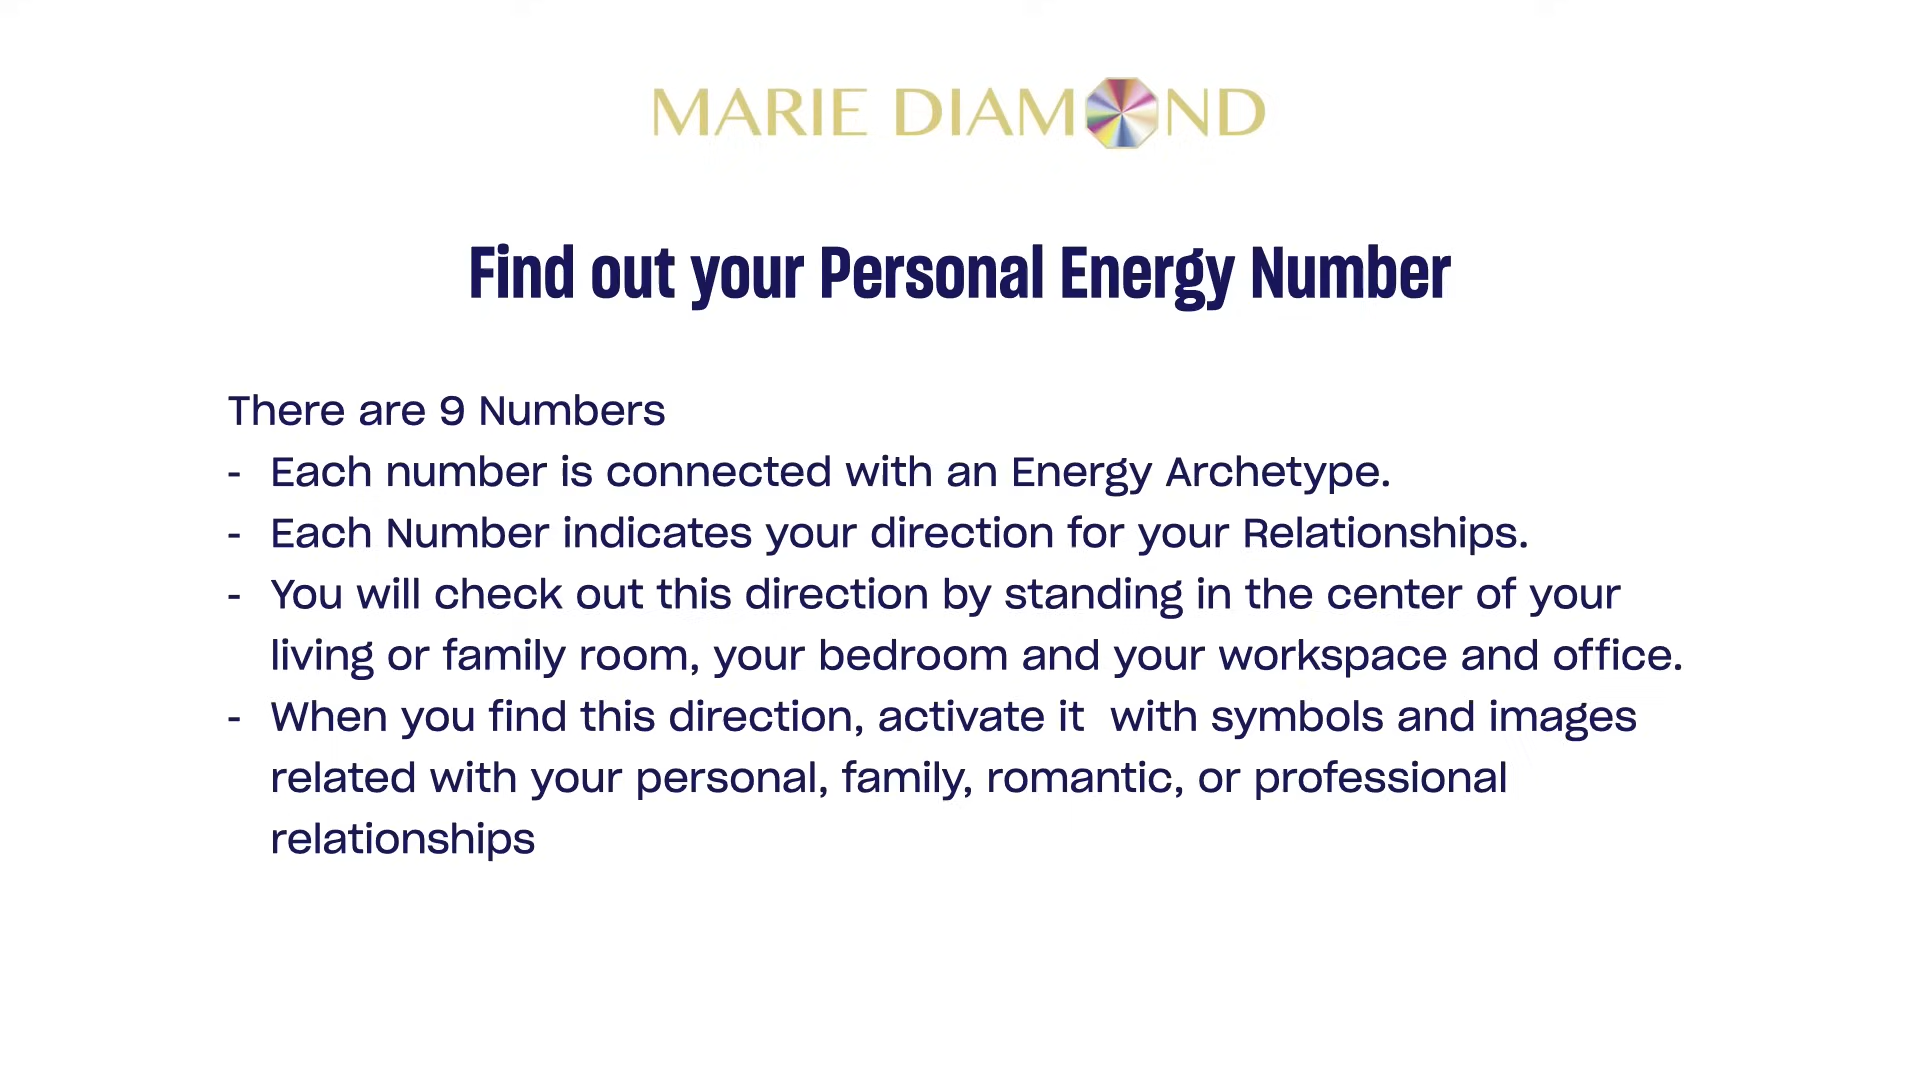 MARIE DIAMOND
Find out your Personal Energy Number
There are 9 Numbers
- Each number is connected with an Energy Archetype.
- Each Number indicates your direction for your Relationships.
- You will check out this direction by standing in the center of your
living or family room, your bedroom and your workspace and office.
- When you find this direction, activate it  with symbols and images
related with your personal, family, romantic, or professional
relationships